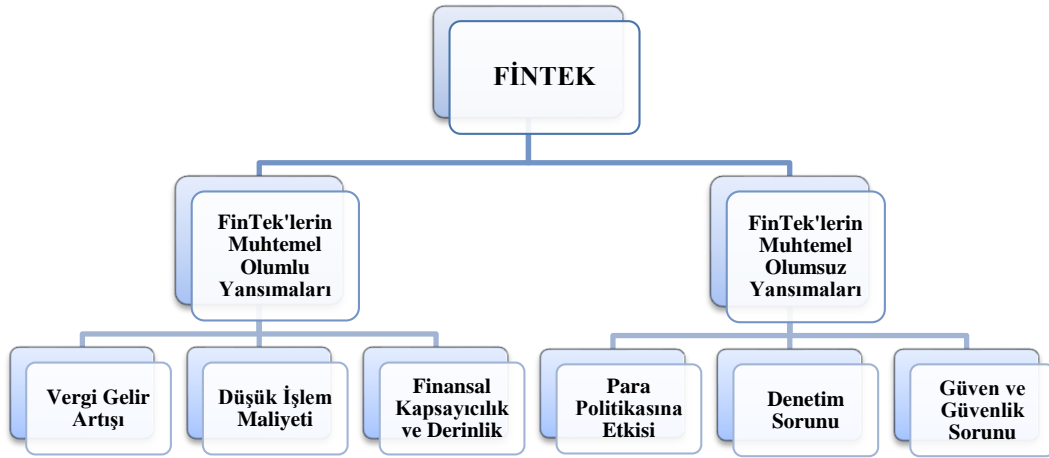 FİNTEK
FinTek'lerin
Muhtemel
Olumlu
Yansımaları
FinTek'lerin
Muhtemel
Olumsuz
Yansımaları
Vergi Gelir
Artışı
Düşük İşlem
Maliyeti
Finansal
Kapsayıcılık
ve Derinlik
Para
Politikasına
Etkisi
Denetim
Sorunu
Güven ve
Güvenlik
Sorunu